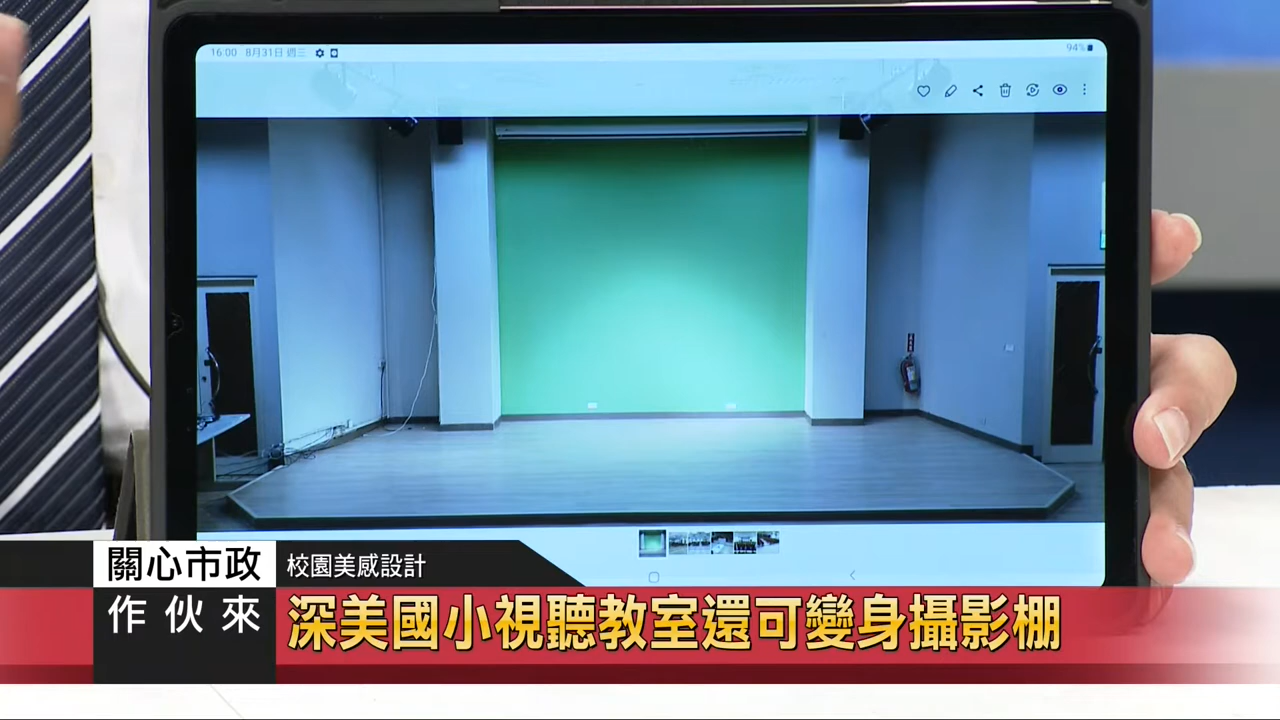 16:00 8月31日 週三
94%
關心市政
作伙來
校園美感設計
深美國小視聽教室還可變身攝影棚